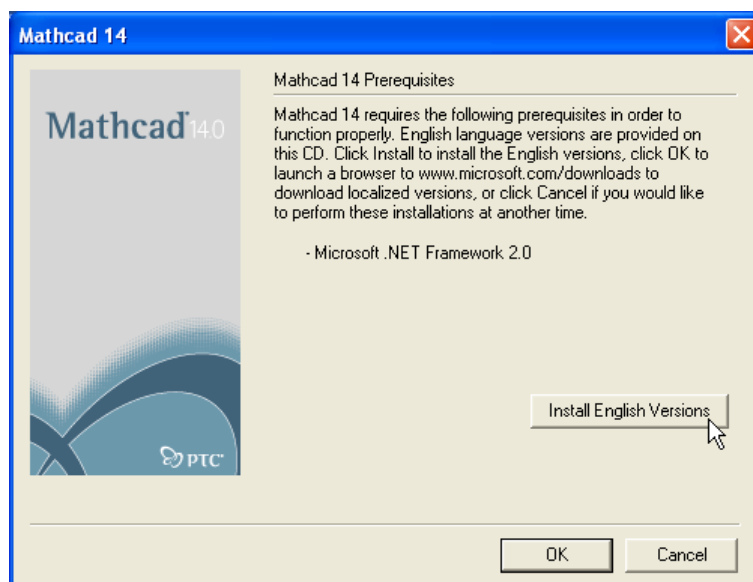 Mathcad 14
Mathcad 14.0
Mathcad 14 Prerequisites
Mathcad 14 requires the following prerequisites in order to
function properly. English language versions are provided on
this CD. Click Install to install the English versions, click OK to
launch a browser to www.microsoft.com/downloads to
download localized versions, or click Cancel if you would like
to perform these installations at another time.
- Microsoft .NET Framework 2.0
Install English Versions
PTC
OK Cancel